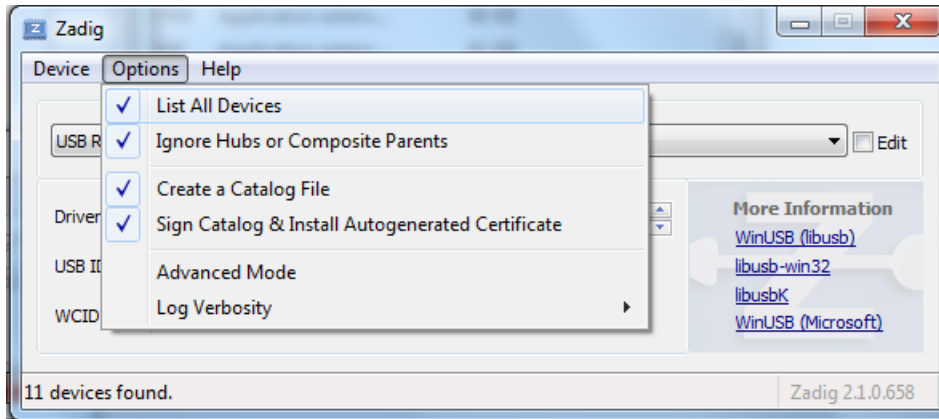 Zadig
Device Options Help
List All Devices
Ignore Hubs or Composite Parents
Create a Catalog File
Sign Catalog & Install Autogenerated Certificate
Advanced Mode
Log Verbosity
USB
Edit
Driver
USB
WCID
More Information
WinUSB (libusb)
libusb-win32
libusbK
WinUSB (Microsoft)
11 devices found.
Zadig 2.1.0.658